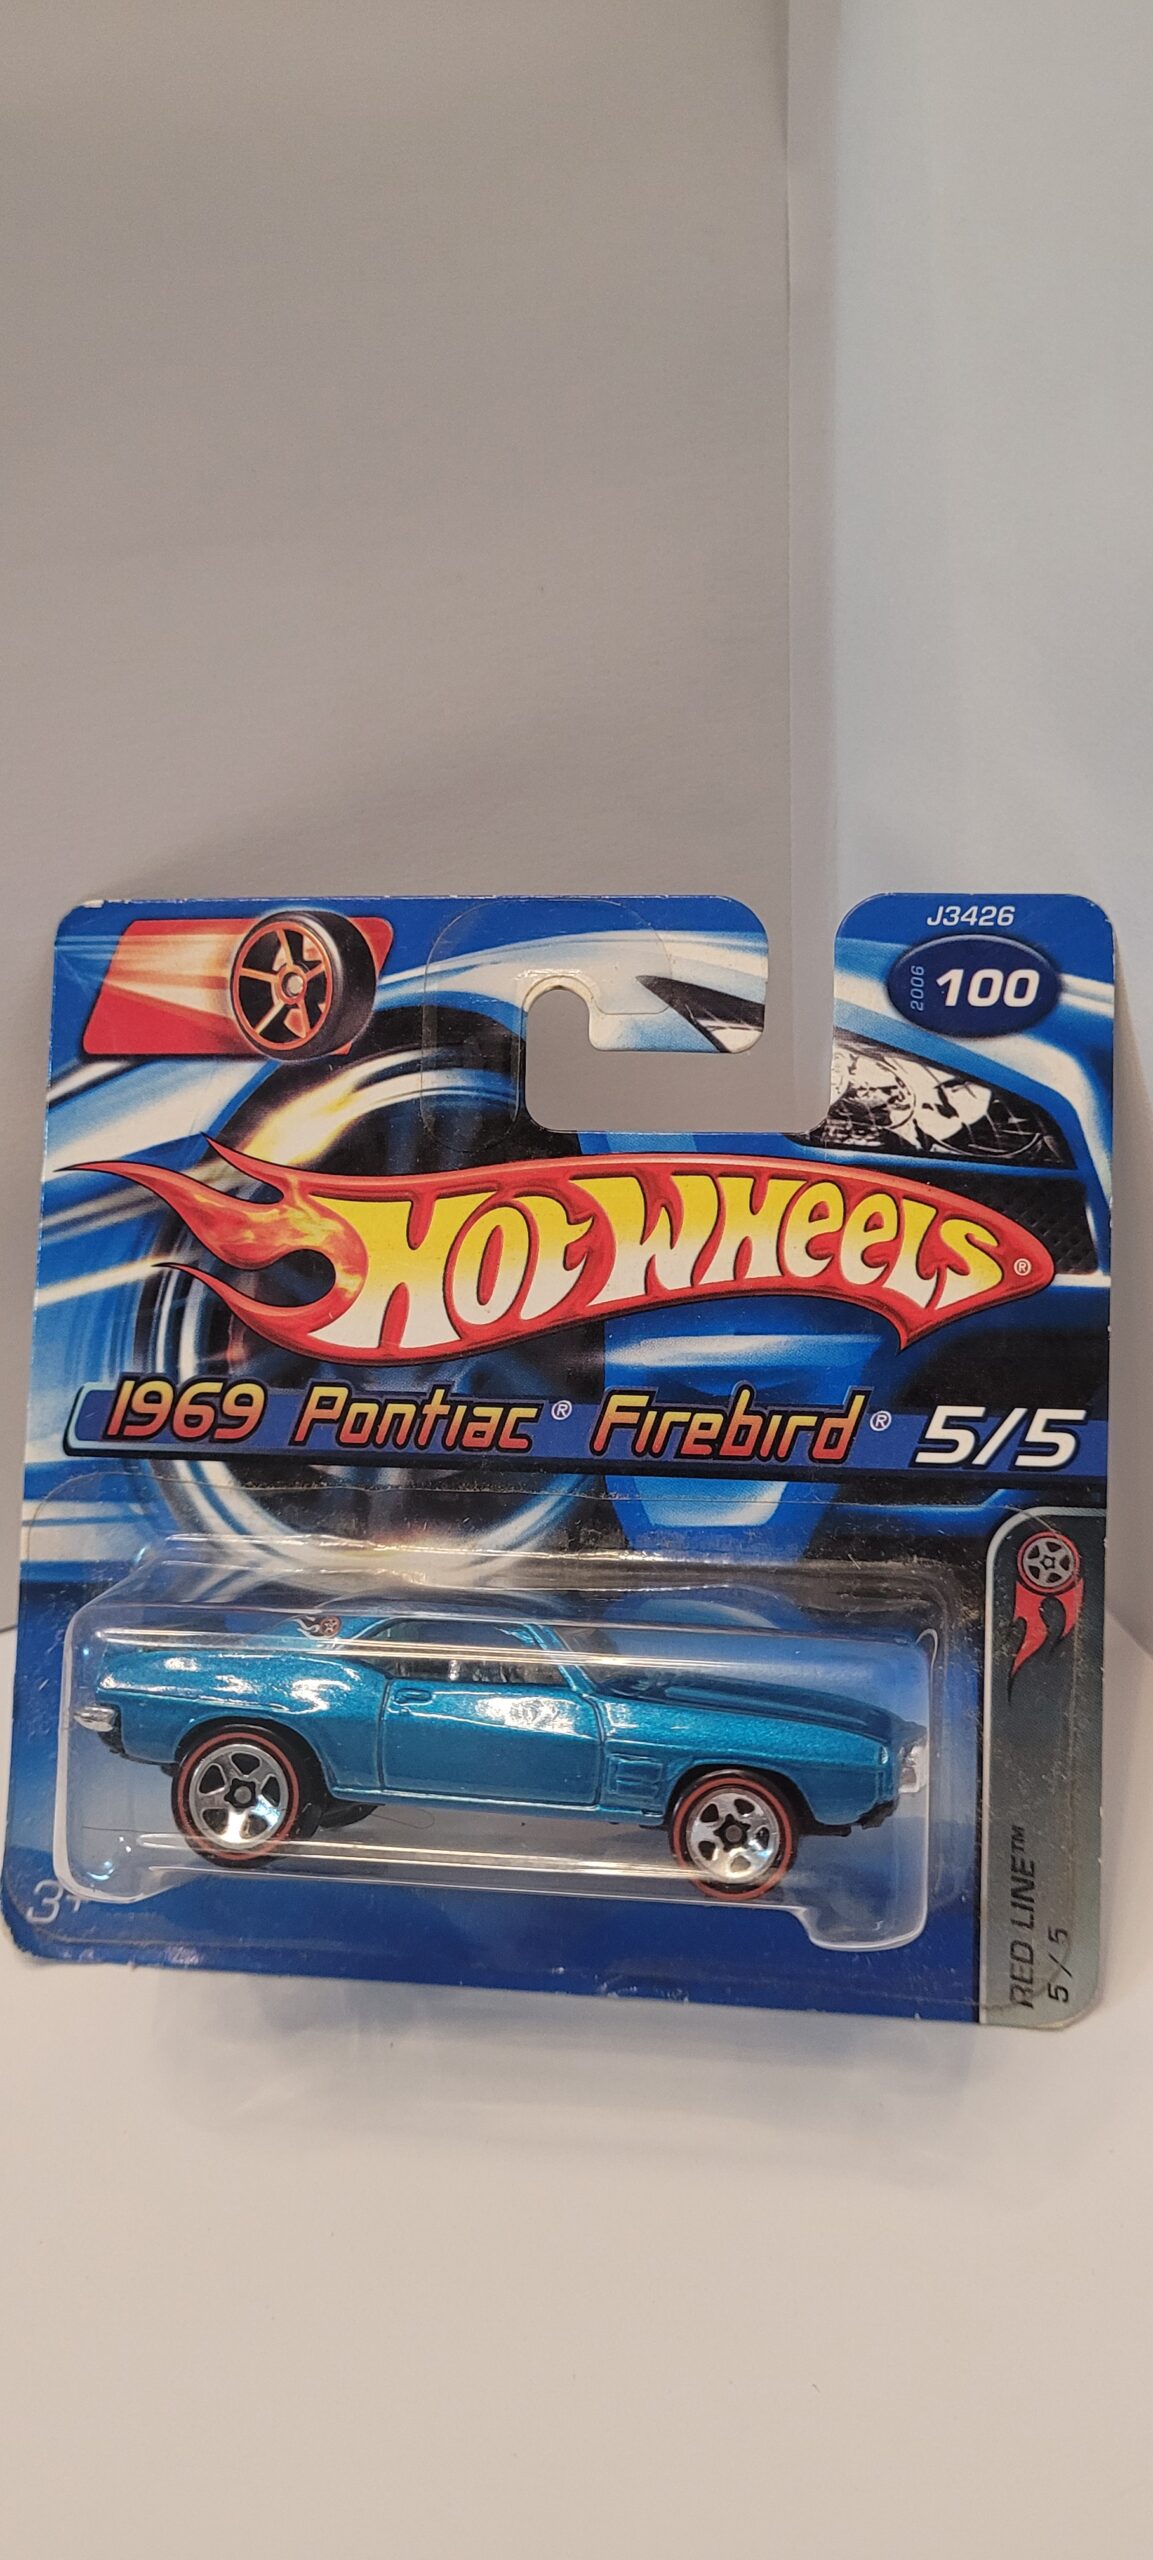 J3426
2006 100
HOT WHEELS®
1969 Pontiac® Firebird® 5/5
3+
RED LINE™
5/5